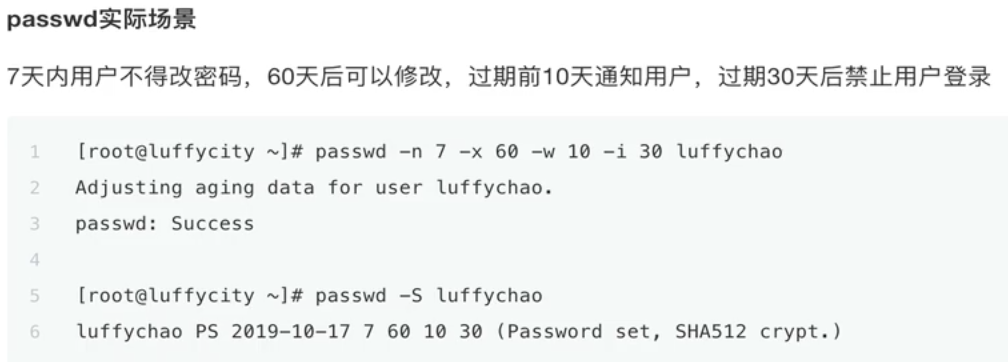 passwd实际场景
7天内用户不得改密码，60天后可以修改，过期前10天通知用户，过期30天后禁止用户登录
1 [root@luffycity ~]# passwd -n 7 -x 60 -w 10 -i 30 luffychao
2 Adjusting aging data for user luffychao.
3 passwd: Success
4
5 [root@luffycity ~]# passwd -S luffychao
6 luffychao PS 2019-10-17 7 60 10 30 (Password set, SHA512 crypt.)